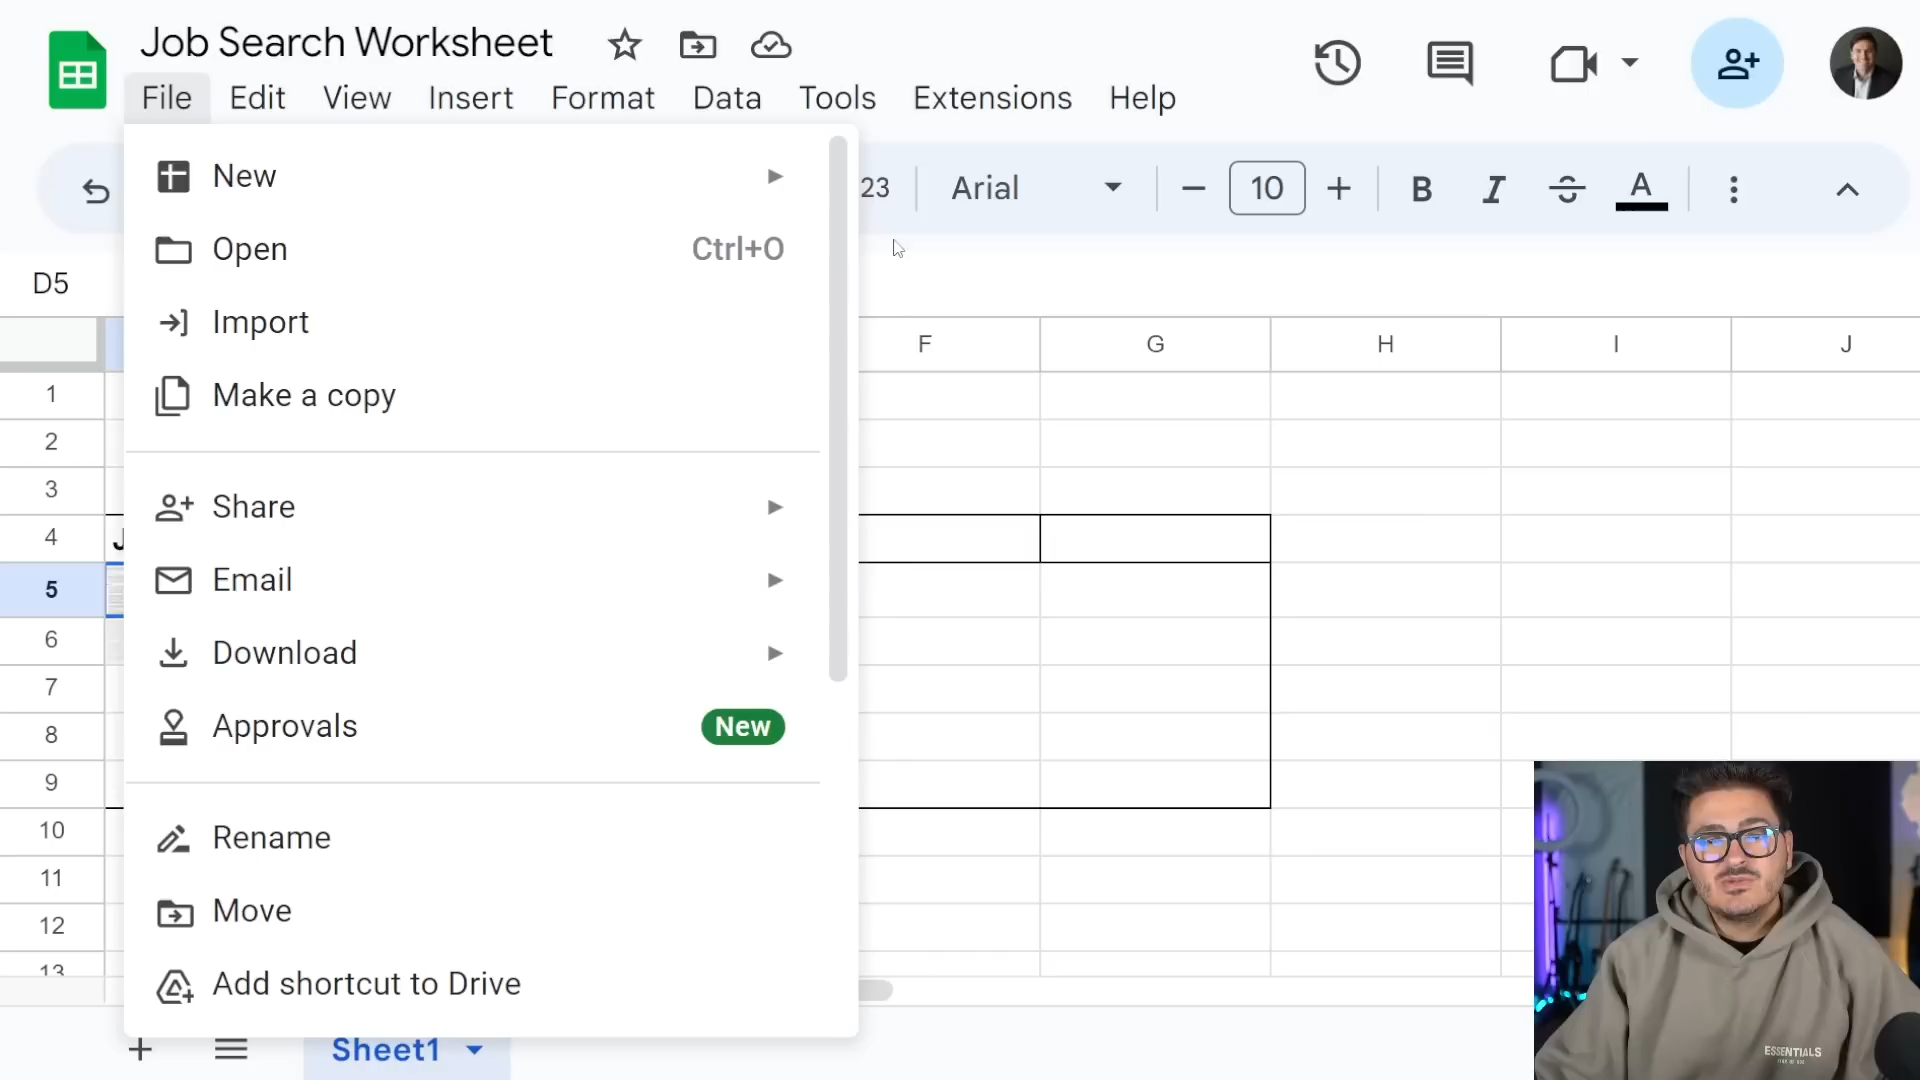 Job Search Worksheet
File Edit View Insert Format Data Tools Extensions Help
New
23 Arial 10 B I A
Open Ctrl+O
D5
Import
F G H I J
Make a copy
1
2
3
Share
4 J
Email
5
6
Download
7
Approvals New
8
9
Rename
10
11
Move
12
13
Add shortcut to Drive
Sheet1
ESSENTIALS